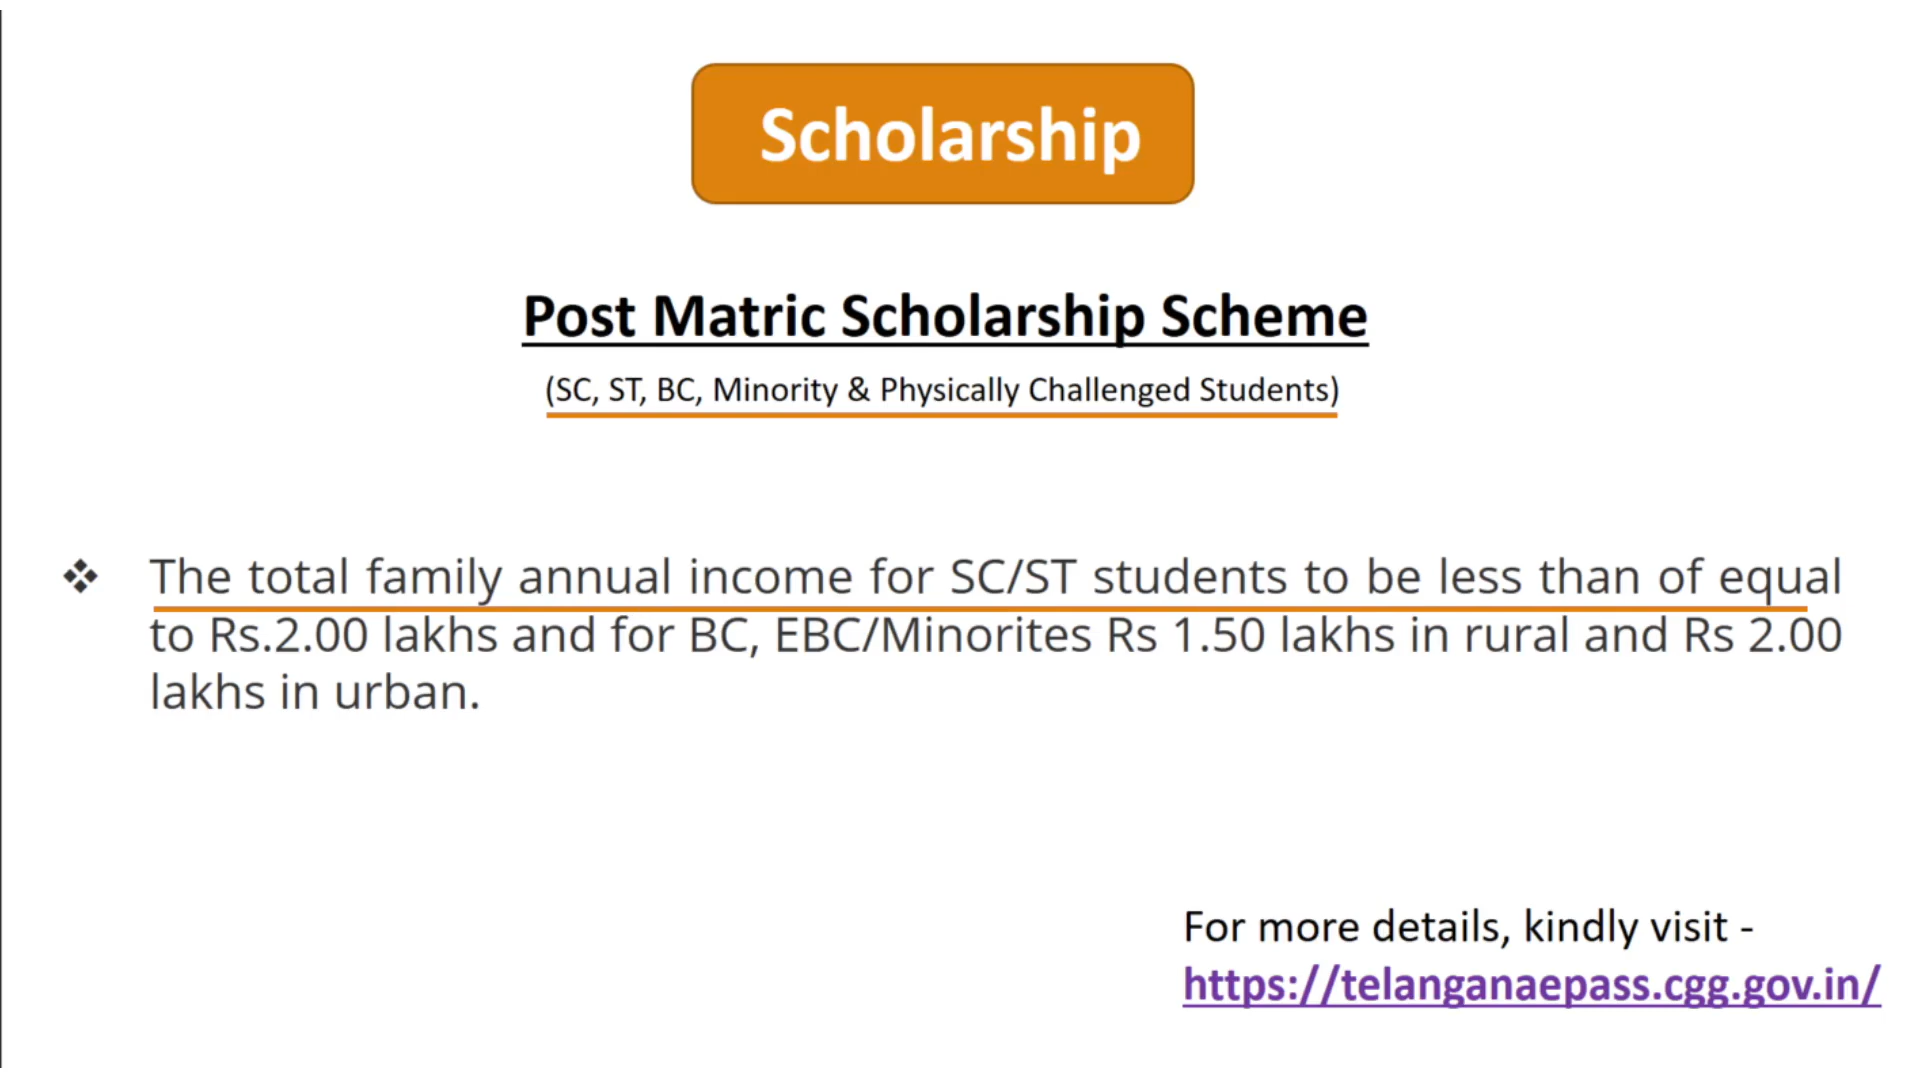 Scholarship
Post Matric Scholarship Scheme
(SC, ST, BC, Minority & Physically Challenged Students)
❖ The total family annual income for SC/ST students to be less than of equal
to Rs.2.00 lakhs and for BC, EBC/Minorites Rs 1.50 lakhs in rural and Rs 2.00
lakhs in urban.
For more details, kindly visit -
https://telanganaepass.cgg.gov.in/